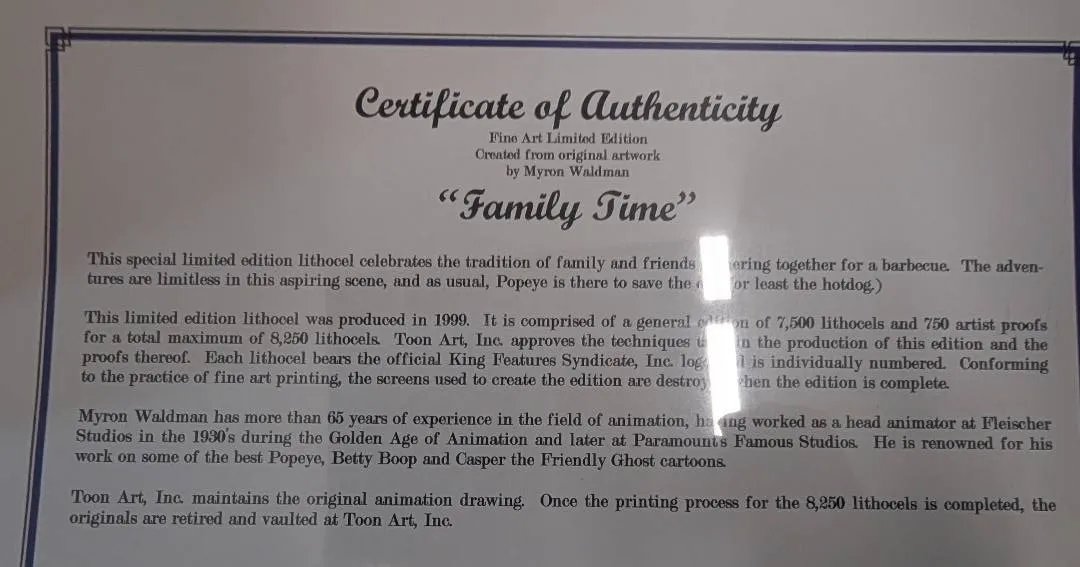 Certificate of Authenticity
Fine Art Limited Edition
Created from original artwork
by Myron Waldman
“Family Time”
This special limited edition lithocel celebrates the tradition of family and friends ering together for a barbecue. The adven-
tures are limitless in this aspiring scene, and as usual, Popeye is there to save the or least the hotdog.)
This limited edition lithocel was produced in 1999. It is comprised of a general edition of 7,500 lithocels and 750 artist proofs
for a total maximum of 8,250 lithocels. Toon Art, Inc. approves the techniques in the production of this edition and the
proofs thereof. Each lithocel bears the official King Features Syndicate, Inc. log is individually numbered. Conforming
to the practice of fine art printing, the screens used to create the edition are destroy when the edition is complete.
Myron Waldman has more than 65 years of experience in the field of animation, having worked as a head animator at Fleischer
Studios in the 1930's during the Golden Age of Animation and later at Paramount's Famous Studios. He is renowned for his
work on some of the best Popeye, Betty Boop and Casper the Friendly Ghost cartoons.
Toon Art, Inc. maintains the original animation drawing. Once the printing process for the 8,250 lithocels is completed, the
originals are retired and vaulted at Toon Art, Inc.